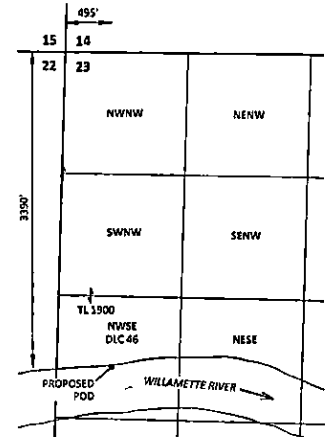 495'
15 14
22 23
NWNW NENW
3390'
SWNW SENW
TL 1900
NWSE NESE
DLC 46
PROPOSED
POD
WILLAMETTE RIVER